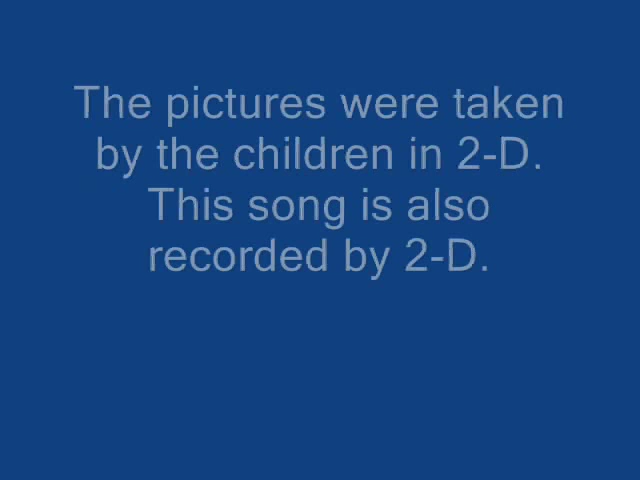 The pictures were taken
by the children in 2-D.
This song is also
recorded by 2-D.